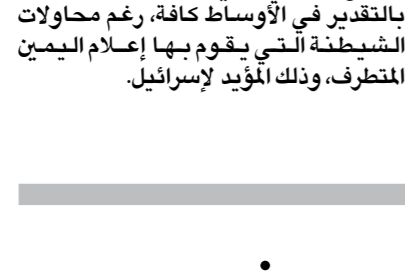 بالتقدير في الأوساط كافة، رغم محاولات
الشيطنة التي يقوم بها إعلام اليمين
المتطرف، وذلك المؤيد لإسرائيل.